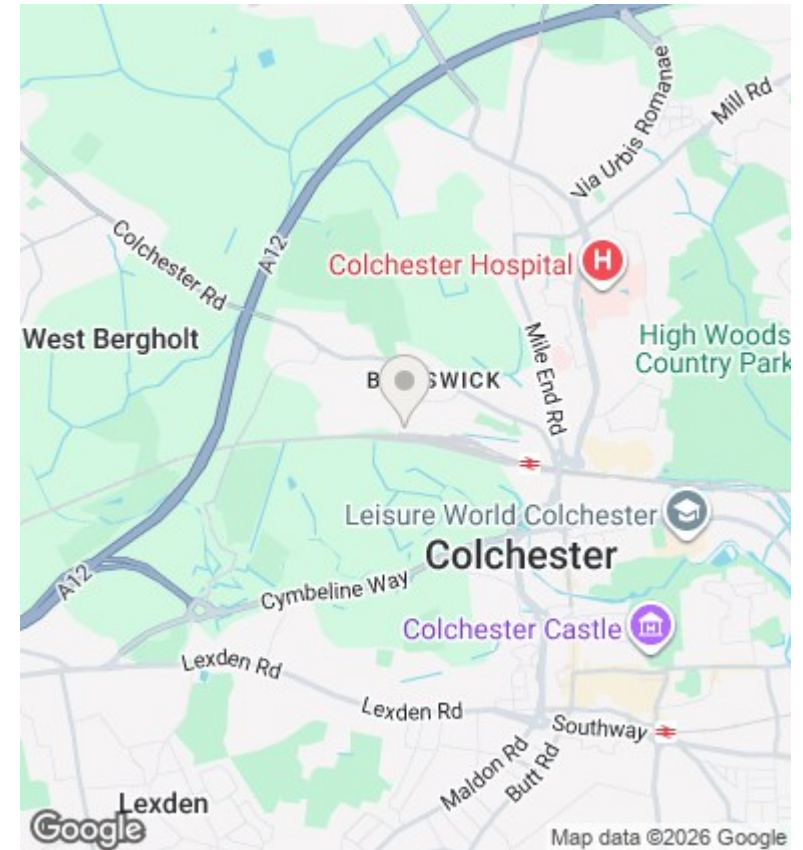 Via Urbis Romanae
Mill Rd
Colchester Rd
A12
Colchester Hospital
H
West Bergholt
Mile End Rd
High Woods
Country Park
SWICK
Leisure World Colchester
Colchester
A12
Cymbeline Way
Colchester Castle
Lexden Rd
Lexden Rd
Southway
Maldon Rd
Butt Rd
Lexden
Google
Map data ©2026 Google